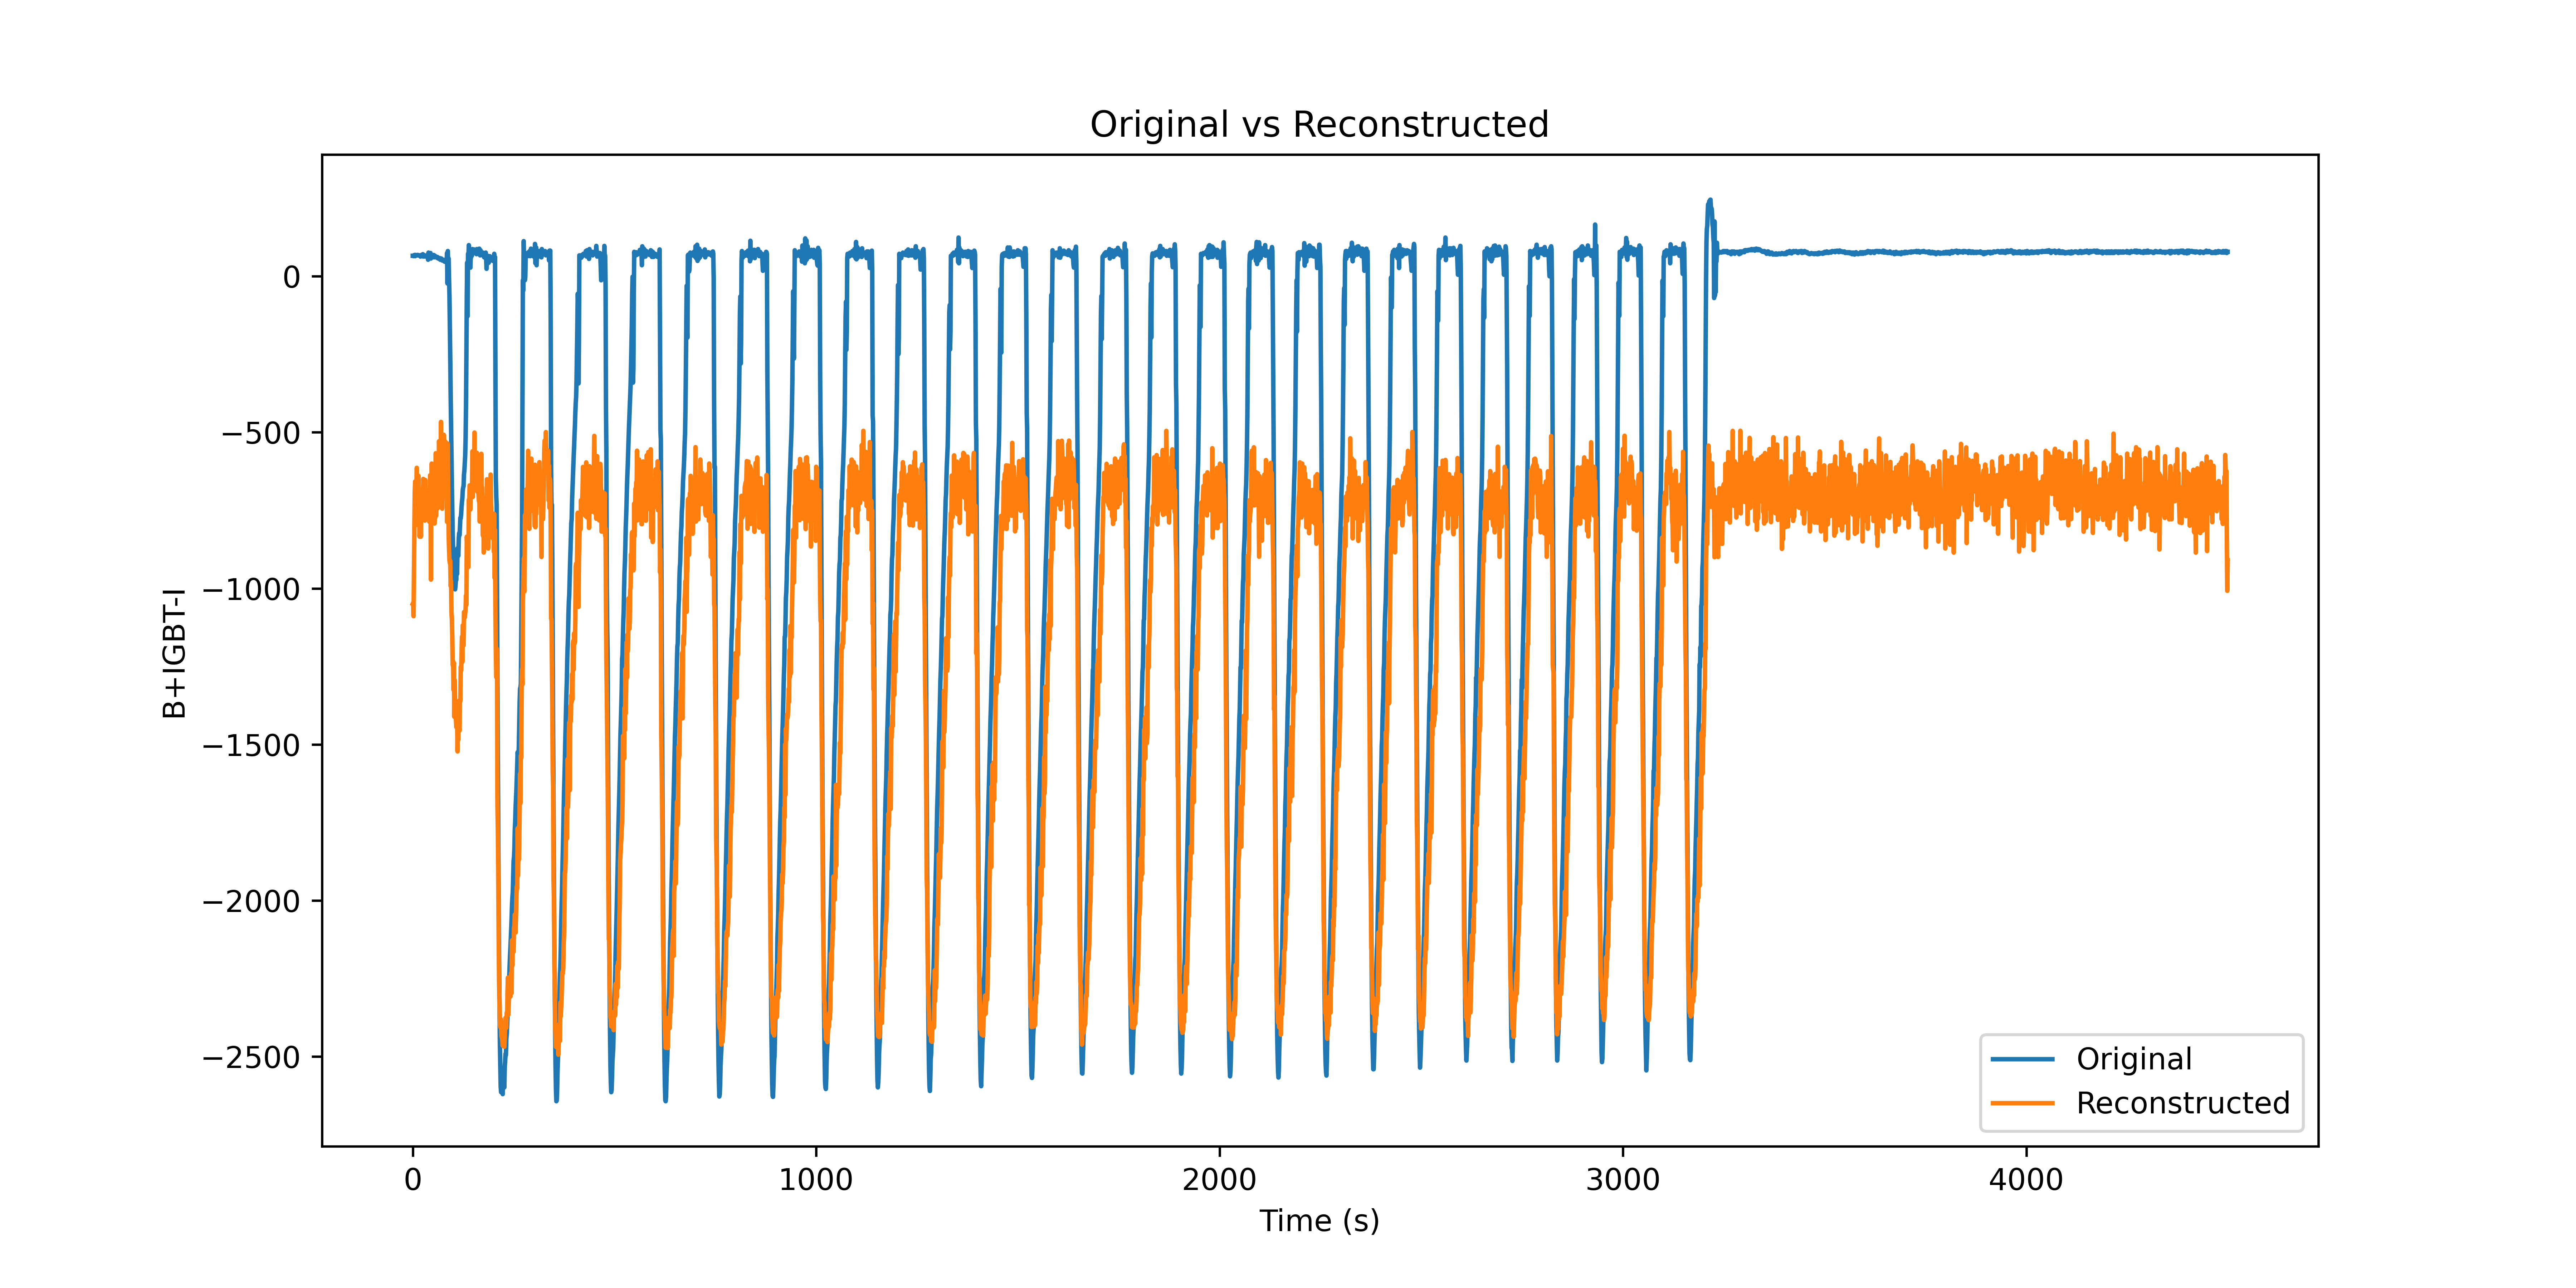 Original vs Reconstructed
B+IGBT-I
0
−500
−1000
−1500
−2000
−2500
0
1000
2000
3000
4000
Time (s)
Original
Reconstructed